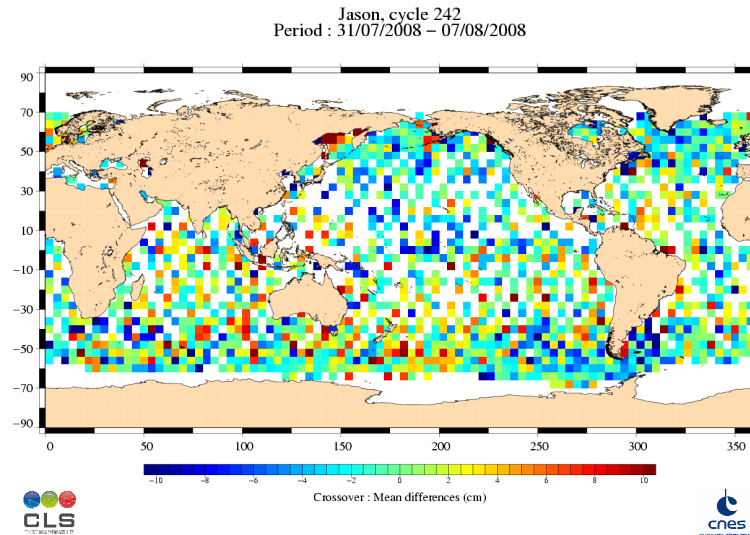 Jason, cycle 242
Period : 31/07/2008 − 07/08/2008
90
70
50
30
10
−10
−30
−50
−70
−90
0 50 100 150 200 250 300 350
−10 −8 −6 −4 −2 0 2 4 6 8 10
Crossover : Mean differences (cm)
CLS
cnes